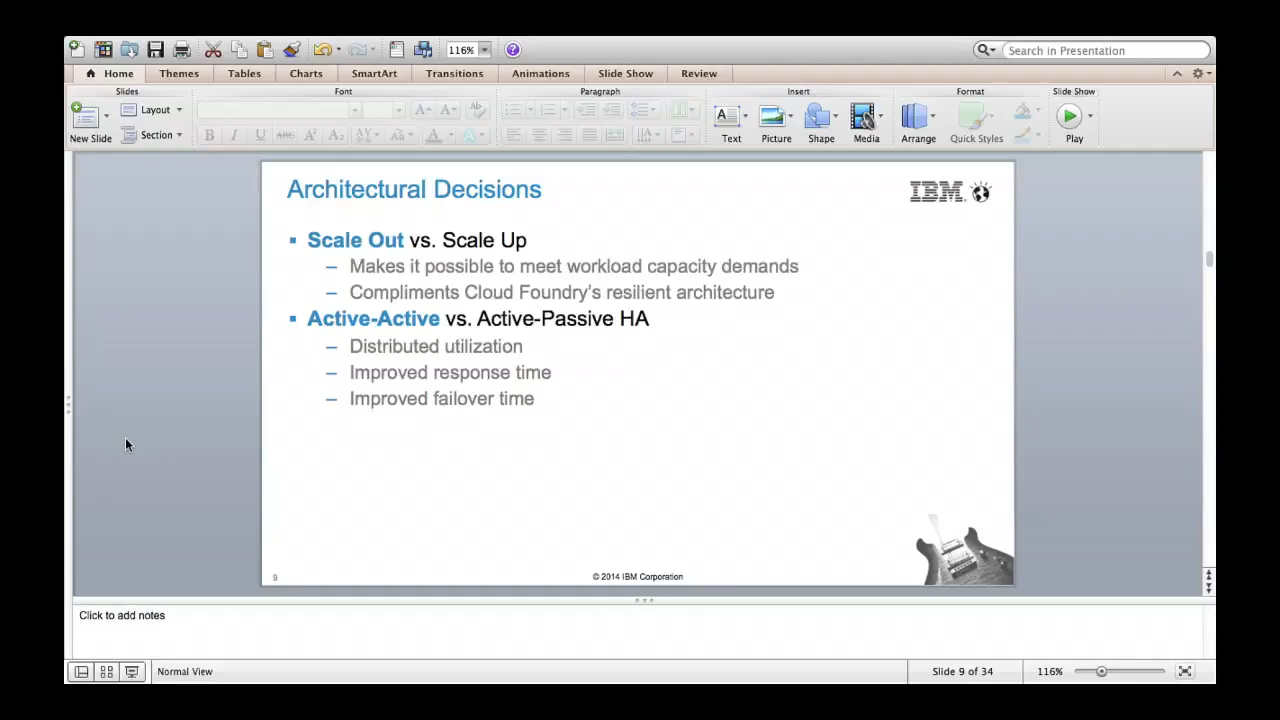 116%
Search in Presentation
Home Themes Tables Charts SmartArt Transitions Animations Slide Show Review
Slides Font Paragraph Insert Format Slide Show
Layout
Section
New Slide
B I U ABC A² A₂
Text Picture Shape Media Arrange Quick Styles Play
Architectural Decisions
IBM
▪ Scale Out vs. Scale Up
– Makes it possible to meet workload capacity demands
– Compliments Cloud Foundry’s resilient architecture
▪ Active-Active vs. Active-Passive HA
– Distributed utilization
– Improved response time
– Improved failover time
9
© 2014 IBM Corporation
Click to add notes
Normal View
Slide 9 of 34
116%